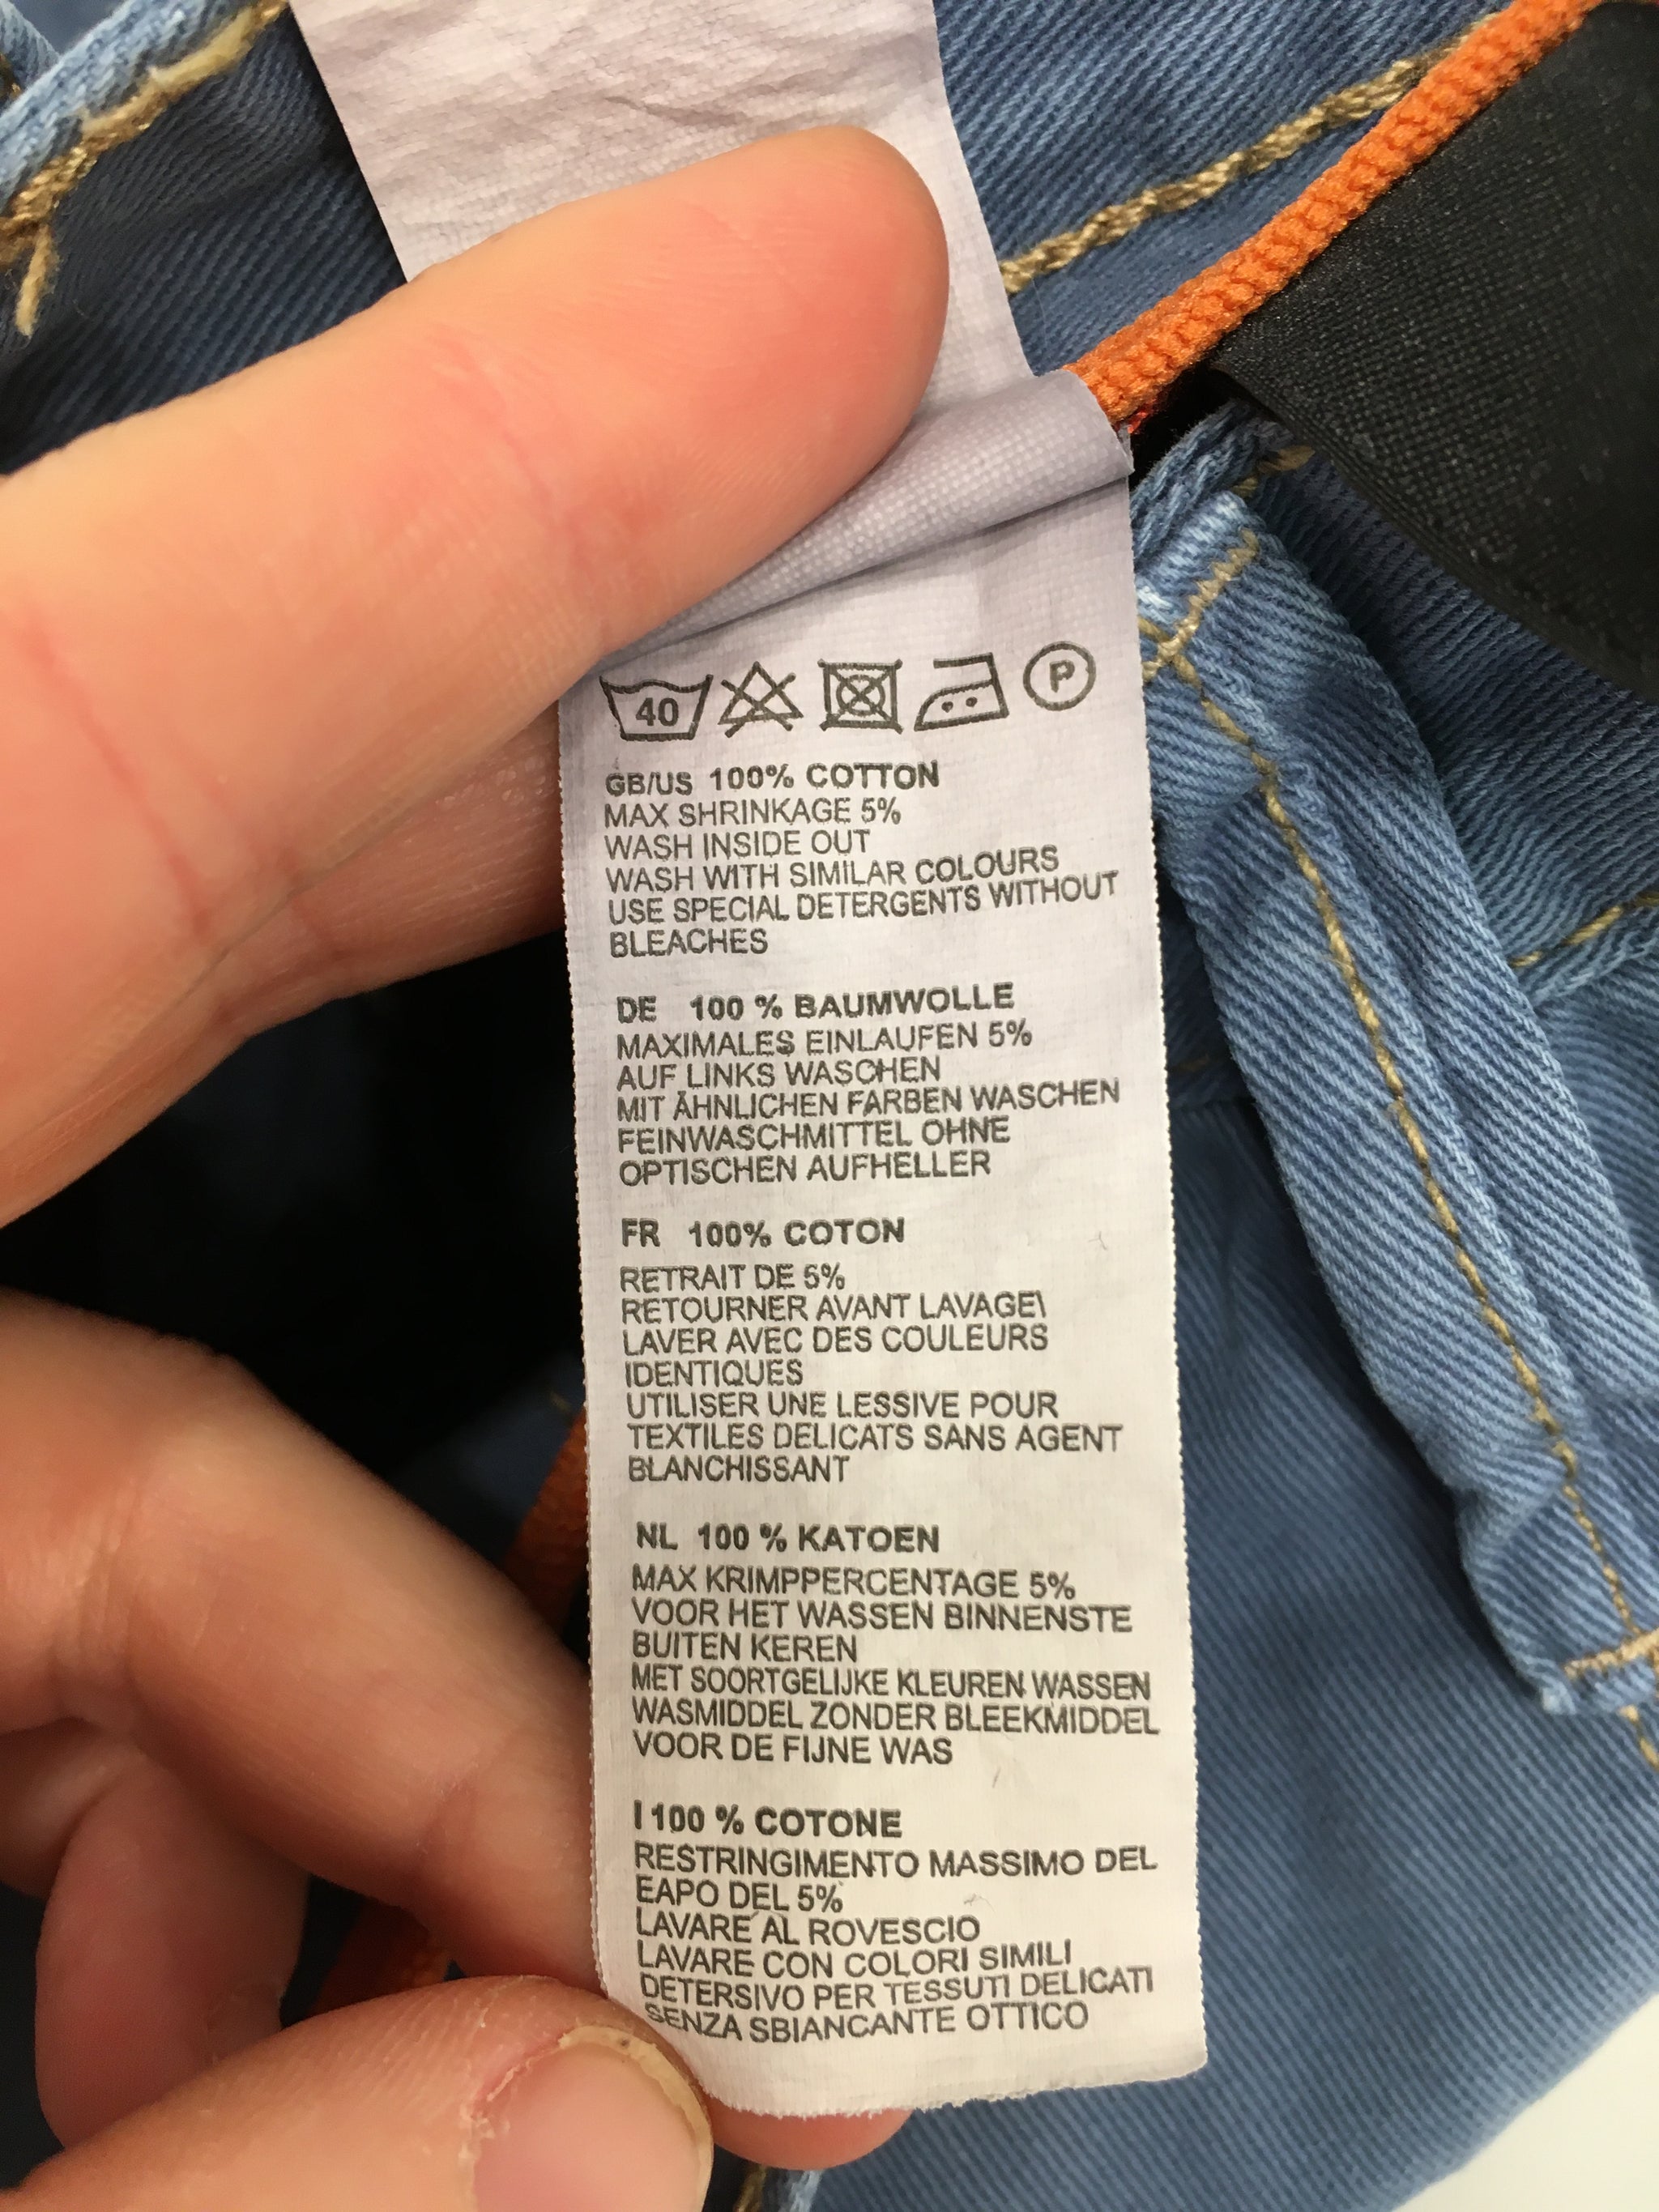 40 P
GB/US 100% COTTON
MAX SHRINKAGE 5%
WASH INSIDE OUT
WASH WITH SIMILAR COLOURS
USE SPECIAL DETERGENTS WITHOUT
BLEACHES
DE 100 % BAUMWOLLE
MAXIMALES EINLAUFEN 5%
AUF LINKS WASCHEN
MIT ÄHNLICHEN FARBEN WASCHEN
FEINWASCHMITTEL OHNE
OPTISCHEN AUFHELLER
FR 100% COTON
RETRAIT DE 5%
RETOURNER AVANT LAVAGE\
LAVER AVEC DES COULEURS
IDENTIQUES
UTILISER UNE LESSIVE POUR
TEXTILES DELICATS SANS AGENT
BLANCHISSANT
NL 100 % KATOEN
MAX KRIMPPERCENTAGE 5%
VOOR HET WASSEN BINNENSTE
BUITEN KEREN
MET SOORTGELIJKE KLEUREN WASSEN
WASMIDDEL ZONDER BLEEKMIDDEL
VOOR DE FIJNE WAS
I 100 % COTONE
RESTRINGIMENTO MASSIMO DEL
EAPO DEL 5%
LAVARE AL ROVESCIO
LAVARE CON COLORI SIMILI
DETERSIVO PER TESSUTI DELICATI
SENZA SBIANCANTE OTTICO